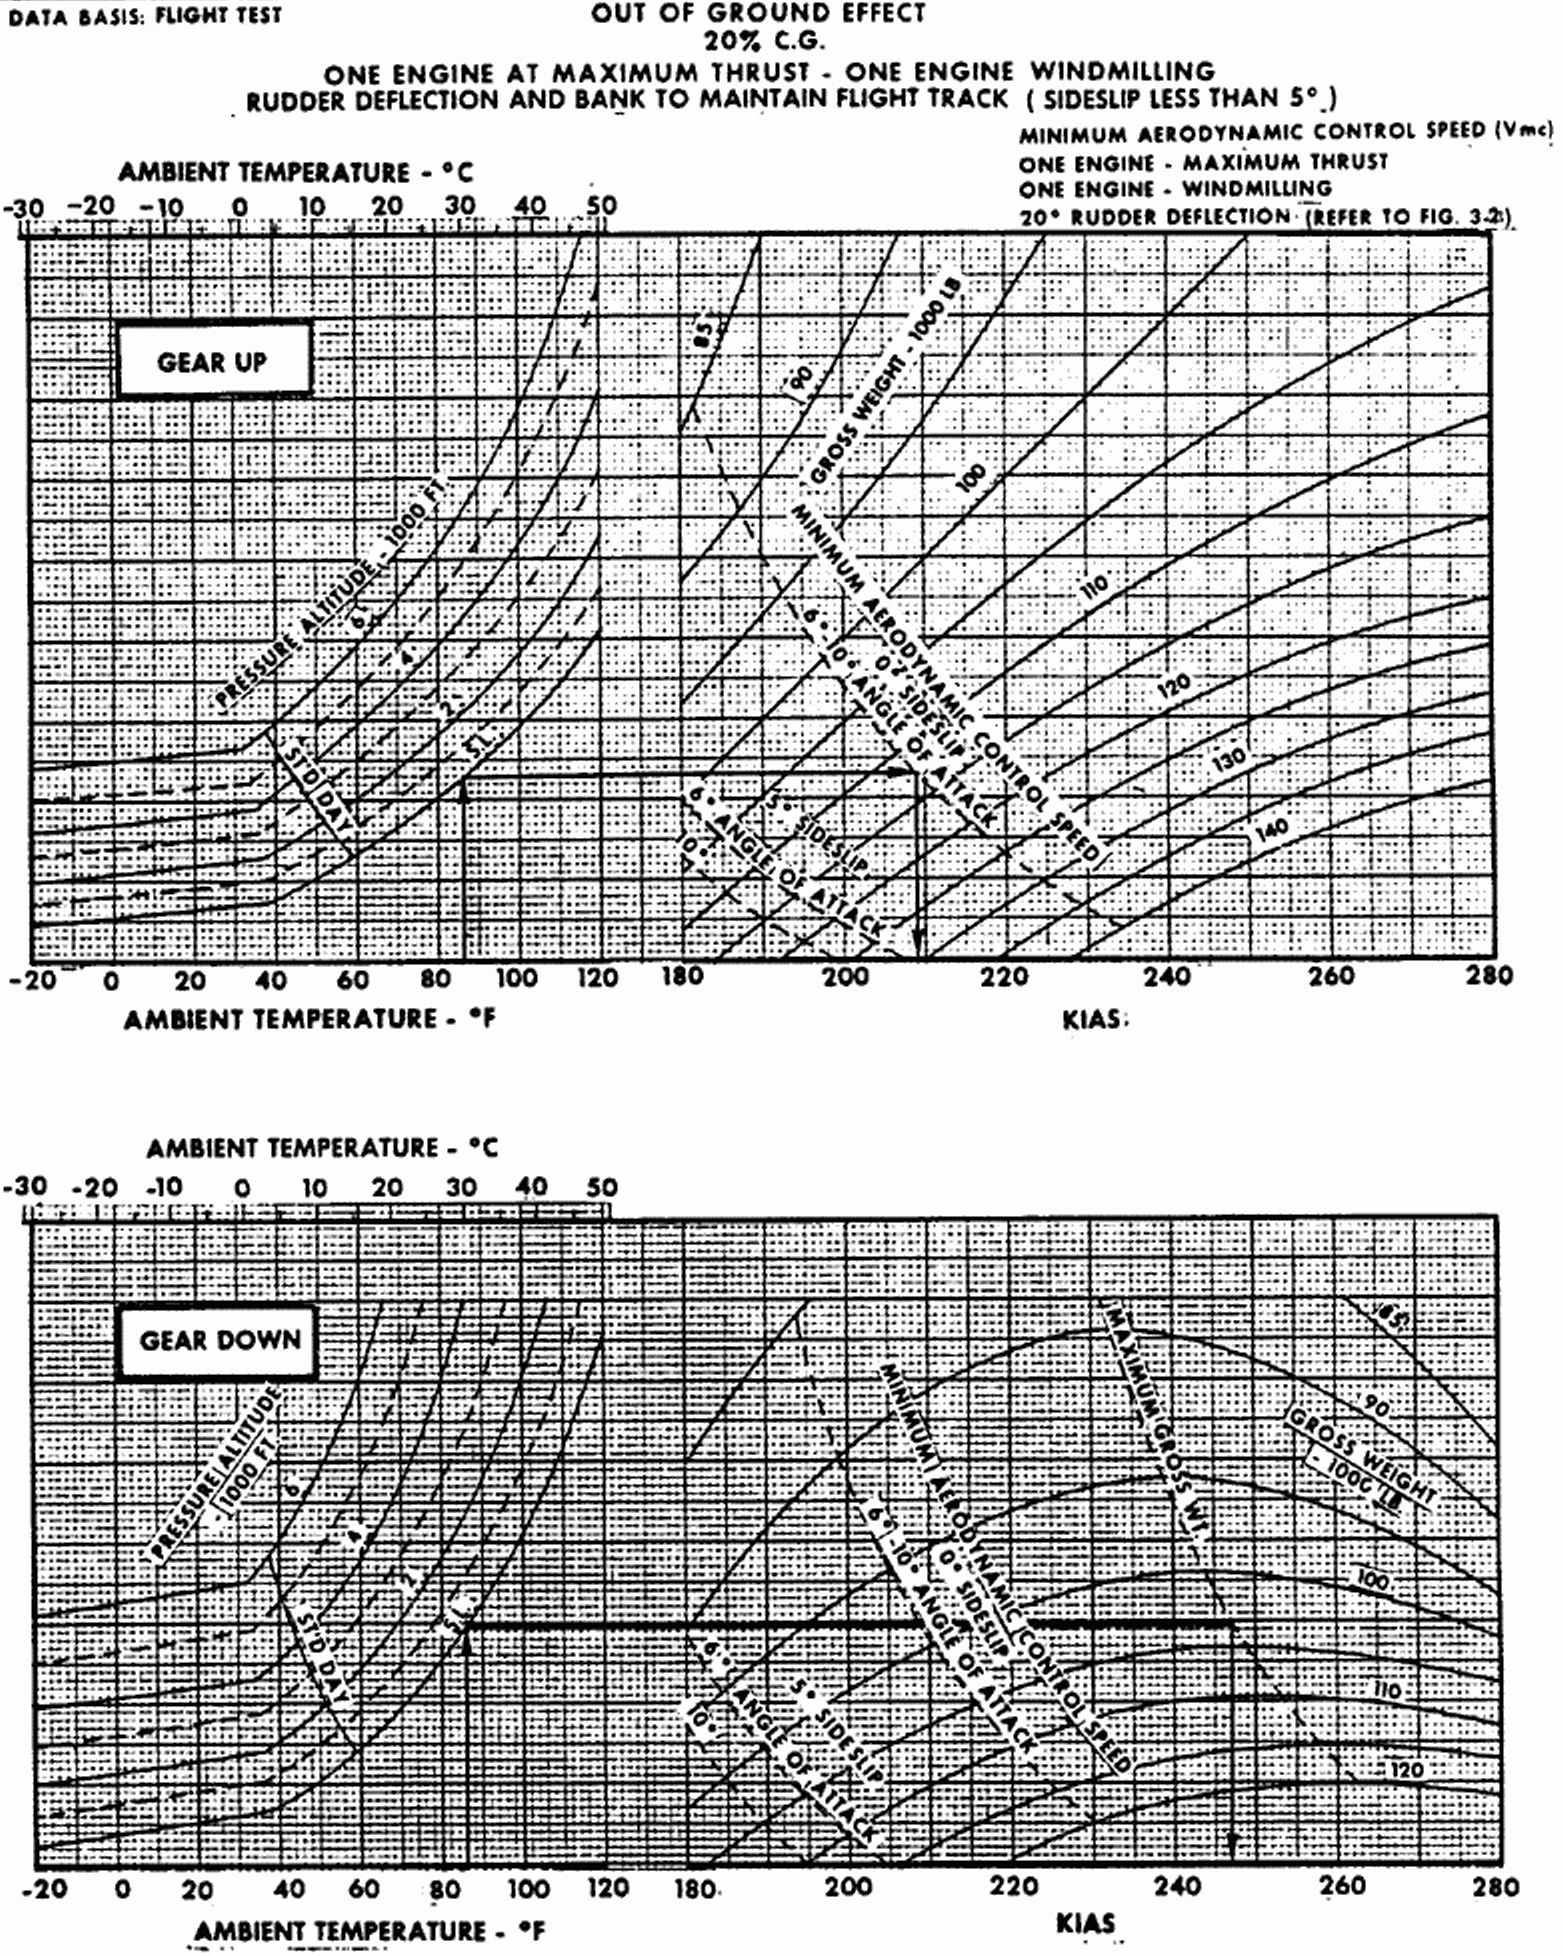 DATA BASIS: FLIGHT TEST
OUT OF GROUND EFFECT
20% C.G.
ONE ENGINE AT MAXIMUM THRUST - ONE ENGINE WINDMILLING
RUDDER DEFLECTION AND BANK TO MAINTAIN FLIGHT TRACK ( SIDESLIP LESS THAN 5° )
MINIMUM AERODYNAMIC CONTROL SPEED (Vmc)
ONE ENGINE - MAXIMUM THRUST
ONE ENGINE - WINDMILLING
20° RUDDER DEFLECTION (REFER TO FIG. 3-2)
AMBIENT TEMPERATURE - °C
-30 -20 -10 0 10 20 30 40 50
GEAR UP
PRESSURE ALTITUDE - 1000 FT
6
4
2
S.L.
ST'D DAY
85
90
GROSS WEIGHT - 1000 LB
100
110
120
130
140
MINIMUM AERODYNAMIC CONTROL SPEED
0° SIDESLIP
6°-10° ANGLE OF ATTACK
5° SIDESLIP
6° ANGLE OF ATTACK
10°
-20 0 20 40 60 80 100 120 180 200 220 240 260 280
AMBIENT TEMPERATURE - °F
KIAS
AMBIENT TEMPERATURE - °C
-30 -20 -10 0 10 20 30 40 50
GEAR DOWN
PRESSURE ALTITUDE
- 1000 FT.
6
4
2
S.L.
ST'D DAY
MAXIMUM GROSS WT.
85
90
GROSS WEIGHT
- 1000 LB
100
110
120
MINIMUM AERODYNAMIC CONTROL SPEED
0° SIDESLIP
6°-10° ANGLE OF ATTACK
5° SIDESLIP
6° ANGLE OF ATTACK
10°
-20 0 20 40 60 80 100 120 180 200 220 240 260 280
AMBIENT TEMPERATURE - °F
KIAS